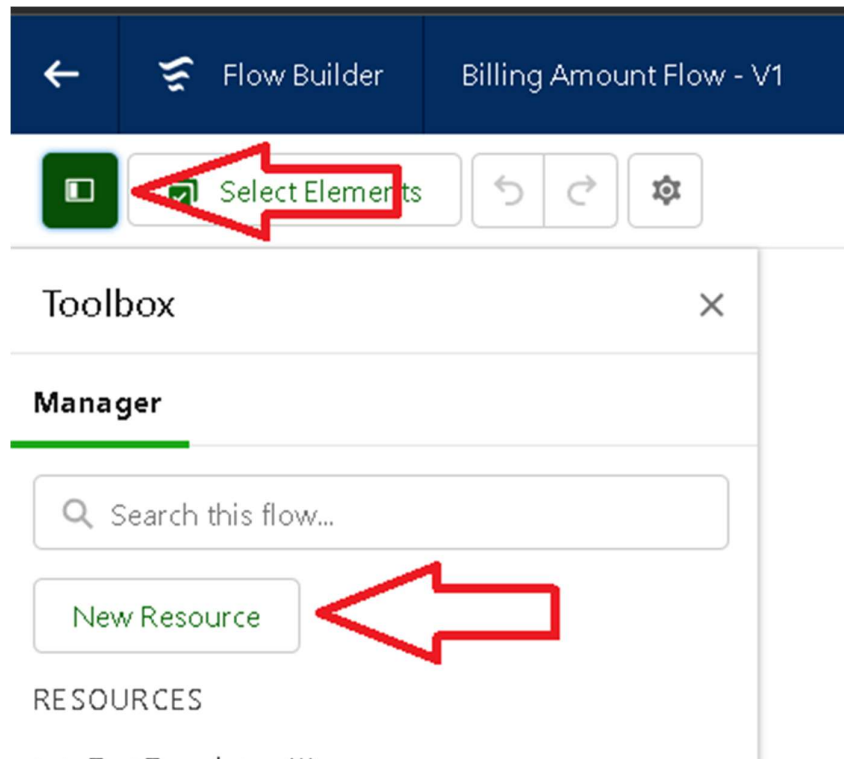 Flow Builder
Billing Amount Flow - V1
Select Elements
Toolbox
Manager
Search this flow...
New Resource
RESOURCES